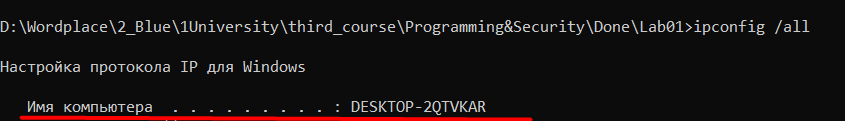 D:\Wordplace\2_Blue\1University\third_course\Programming&Security\Done\Lab01>ipconfig /all
Настройка протокола IP для Windows
Имя компьютера  . . . . . . . . . : DESKTOP-2QTVKAR